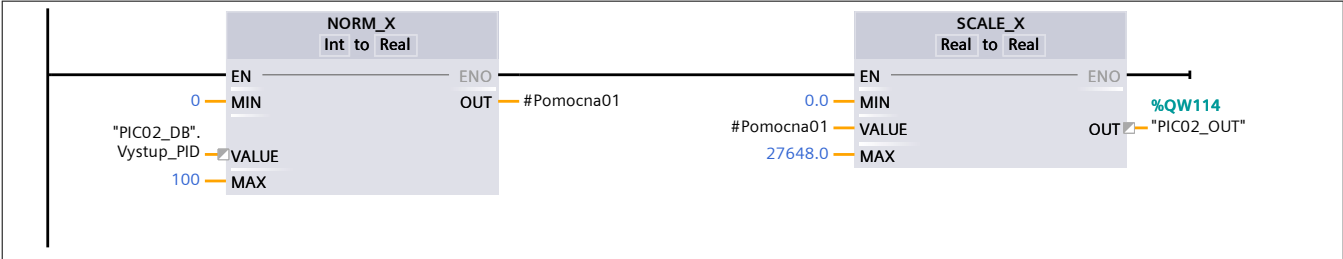 NORM_X
Int to Real
EN
ENO
0
MIN
OUT
#Pomocna01
"PIC02_DB".
Vystup_PID
VALUE
100
MAX
SCALE_X
Real to Real
EN
ENO
0.0
MIN
#Pomocna01
VALUE
27648.0
MAX
OUT
%QW114
"PIC02_OUT"